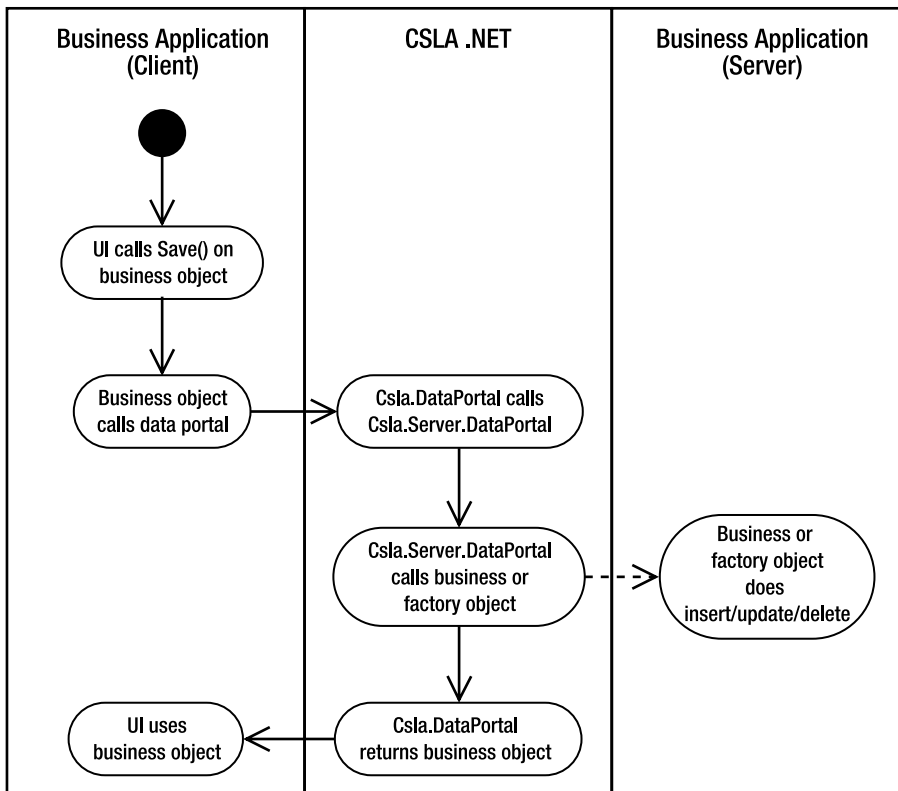 Business Application
(Client)
CSLA .NET
Business Application
(Server)
UI calls Save() on
business object
Business object
calls data portal
Csla.DataPortal calls
Csla.Server.DataPortal
Csla.Server.DataPortal
calls business or
factory object
Business or
factory object
does
insert/update/delete
UI uses
business object
Csla.DataPortal
returns business object